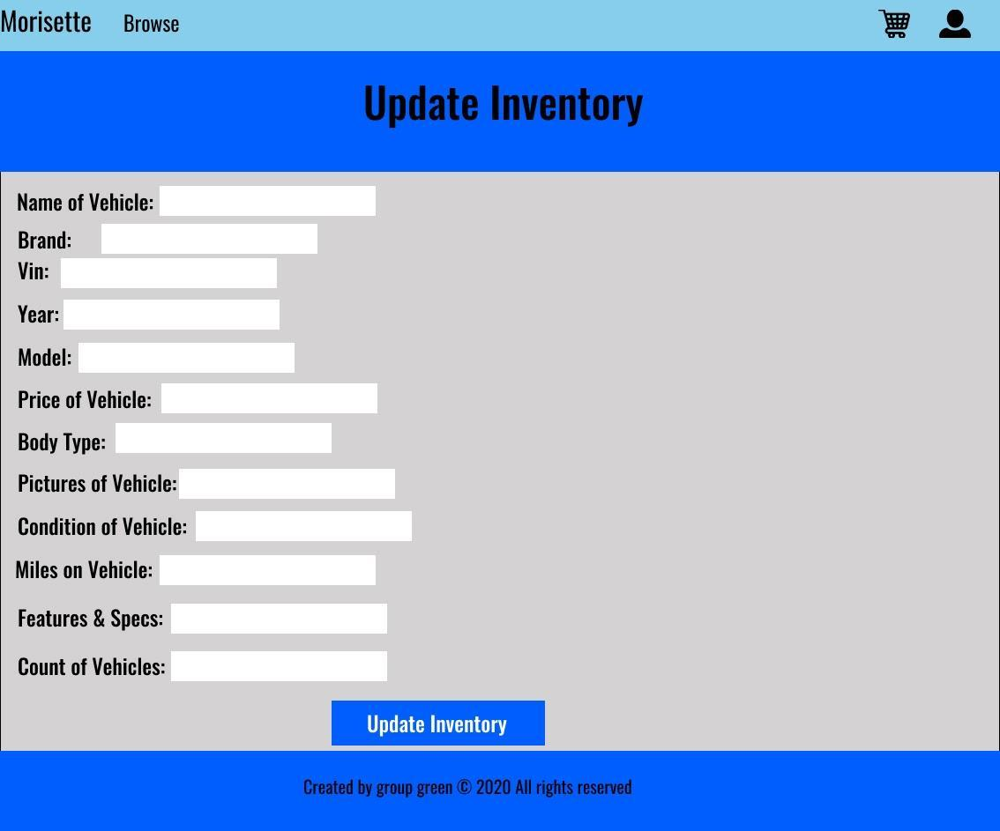 Morisette Browse
Update Inventory
Name of Vehicle:
Brand:
Vin:
Year:
Model:
Price of Vehicle:
Body Type:
Pictures of Vehicle:
Condition of Vehicle:
Miles on Vehicle:
Features & Specs:
Count of Vehicles:
Update Inventory
Created by group green © 2020 All rights reserved